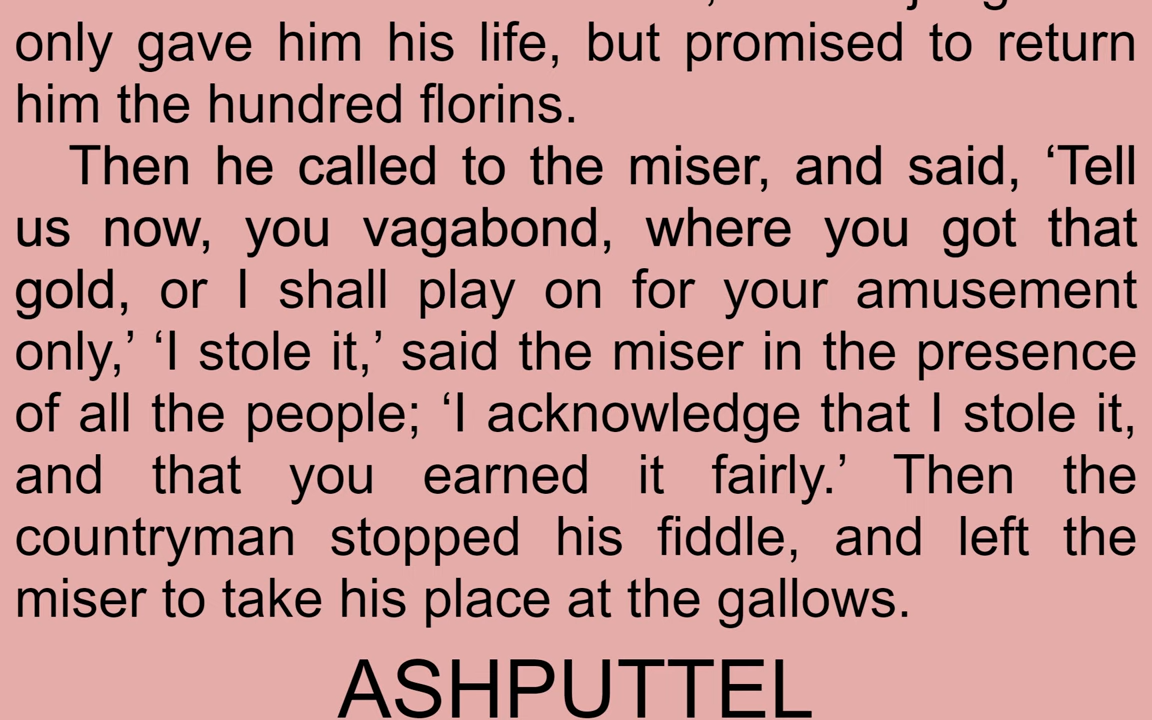 only gave him his life, but promised to return
him the hundred florins.
Then he called to the miser, and said, ‘Tell
us now, you vagabond, where you got that
gold, or I shall play on for your amusement
only,’ ‘I stole it,’ said the miser in the presence
of all the people; ‘I acknowledge that I stole it,
and that you earned it fairly.’ Then the
countryman stopped his fiddle, and left the
miser to take his place at the gallows.
ASHPUTTEL